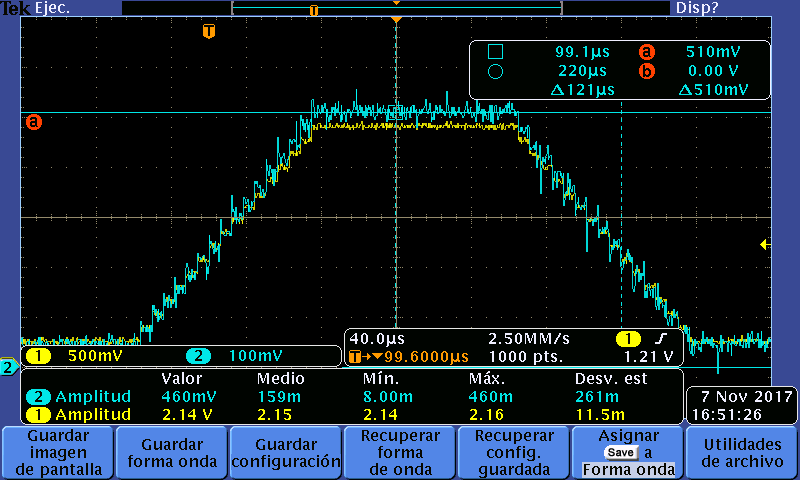 Tek Ejec. Disp?
T
T
99.1µs a 510mV
220µs b 0.00 V
Δ121µs Δ510mV
a
40.0µs 2.50MM/s 1
1 500mV 2 100mV T→▼99.6000µs 1000 pts. 1.21 V
2
Valor Medio Mín. Máx. Desv. est
2 Amplitud 460mV 159m 8.00m 460m 261m
1 Amplitud 2.14 V 2.15 2.14 2.16 11.5m
7 Nov 2017
16:51:26
Guardar
imagen
de pantalla
Guardar
forma onda
Guardar
configuración
Recuperar
forma
de onda
Recuperar
config.
guardada
Asignar
Save a
Forma onda
Utilidades
de archivo